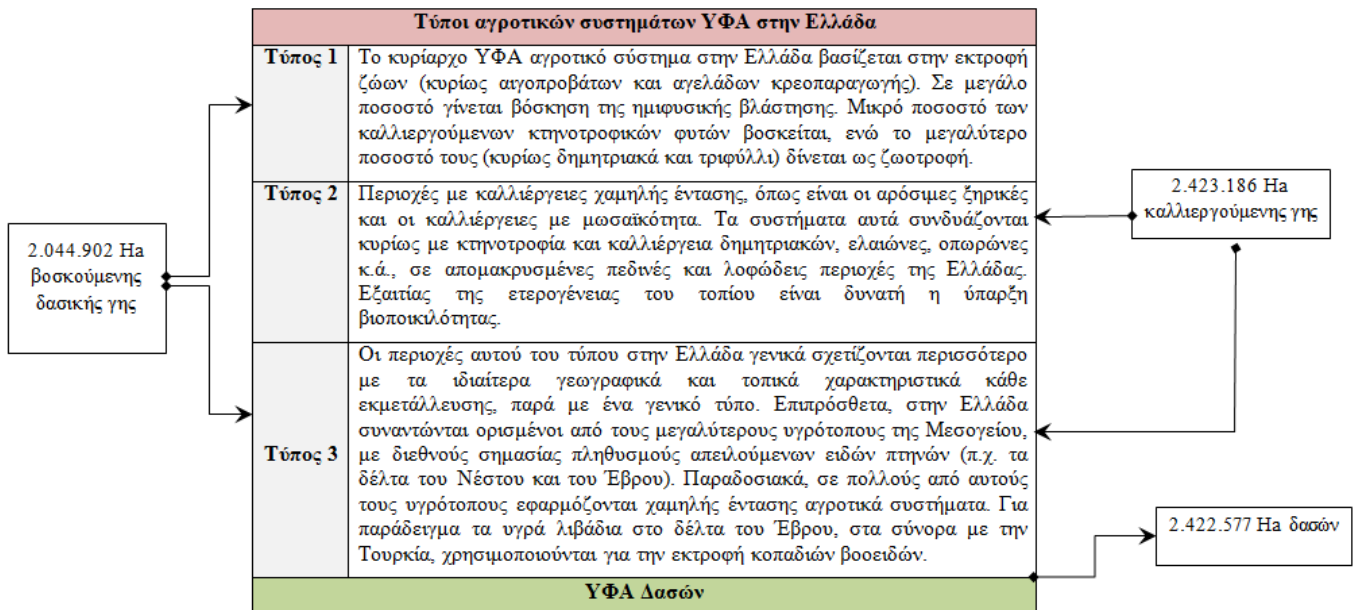 Τύποι αγροτικών συστημάτων ΥΦΑ στην Ελλάδα
Τύπος 1
Το κυρίαρχο ΥΦΑ αγροτικό σύστημα στην Ελλάδα βασίζεται στην εκτροφή
ζώων (κυρίως αιγοπροβάτων και αγελάδων κρεοπαραγωγής). Σε μεγάλο
ποσοστό γίνεται βόσκηση της ημιφυσικής βλάστησης. Μικρό ποσοστό των
καλλιεργούμενων κτηνοτροφικών φυτών βοσκείται, ενώ το μεγαλύτερο
ποσοστό τους (κυρίως δημητριακά και τριφύλλι) δίνεται ως ζωοτροφή.
Τύπος 2
Περιοχές με καλλιέργειες χαμηλής έντασης, όπως είναι οι αρόσιμες ξηρικές
και οι καλλιέργειες με μωσαϊκότητα. Τα συστήματα αυτά συνδυάζονται
κυρίως με κτηνοτροφία και καλλιέργεια δημητριακών, ελαιώνες, οπωρώνες
κ.ά., σε απομακρυσμένες πεδινές και λοφώδεις περιοχές της Ελλάδας.
Εξαιτίας της ετερογένειας του τοπίου είναι δυνατή η ύπαρξη
βιοποικιλότητας.
Τύπος 3
Οι περιοχές αυτού του τύπου στην Ελλάδα γενικά σχετίζονται περισσότερο
με τα ιδιαίτερα γεωγραφικά και τοπικά χαρακτηριστικά κάθε
εκμετάλλευσης, παρά με ένα γενικό τύπο. Επιπρόσθετα, στην Ελλάδα
συναντώνται ορισμένοι από τους μεγαλύτερους υγρότοπους της Μεσογείου,
με διεθνούς σημασίας πληθυσμούς απειλούμενων ειδών πτηνών (π.χ. τα
δέλτα του Νέστου και του Έβρου). Παραδοσιακά, σε πολλούς από αυτούς
τους υγρότοπους εφαρμόζονται χαμηλής έντασης αγροτικά συστήματα. Για
παράδειγμα τα υγρά λιβάδια στο δέλτα του Έβρου, στα σύνορα με την
Τουρκία, χρησιμοποιούνται για την εκτροφή κοπαδιών βοοειδών.
ΥΦΑ Δασών
2.044.902 Ha
βοσκούμενης
δασικής γης
2.423.186 Ha
καλλιεργούμενης γης
2.422.577 Ha δασών